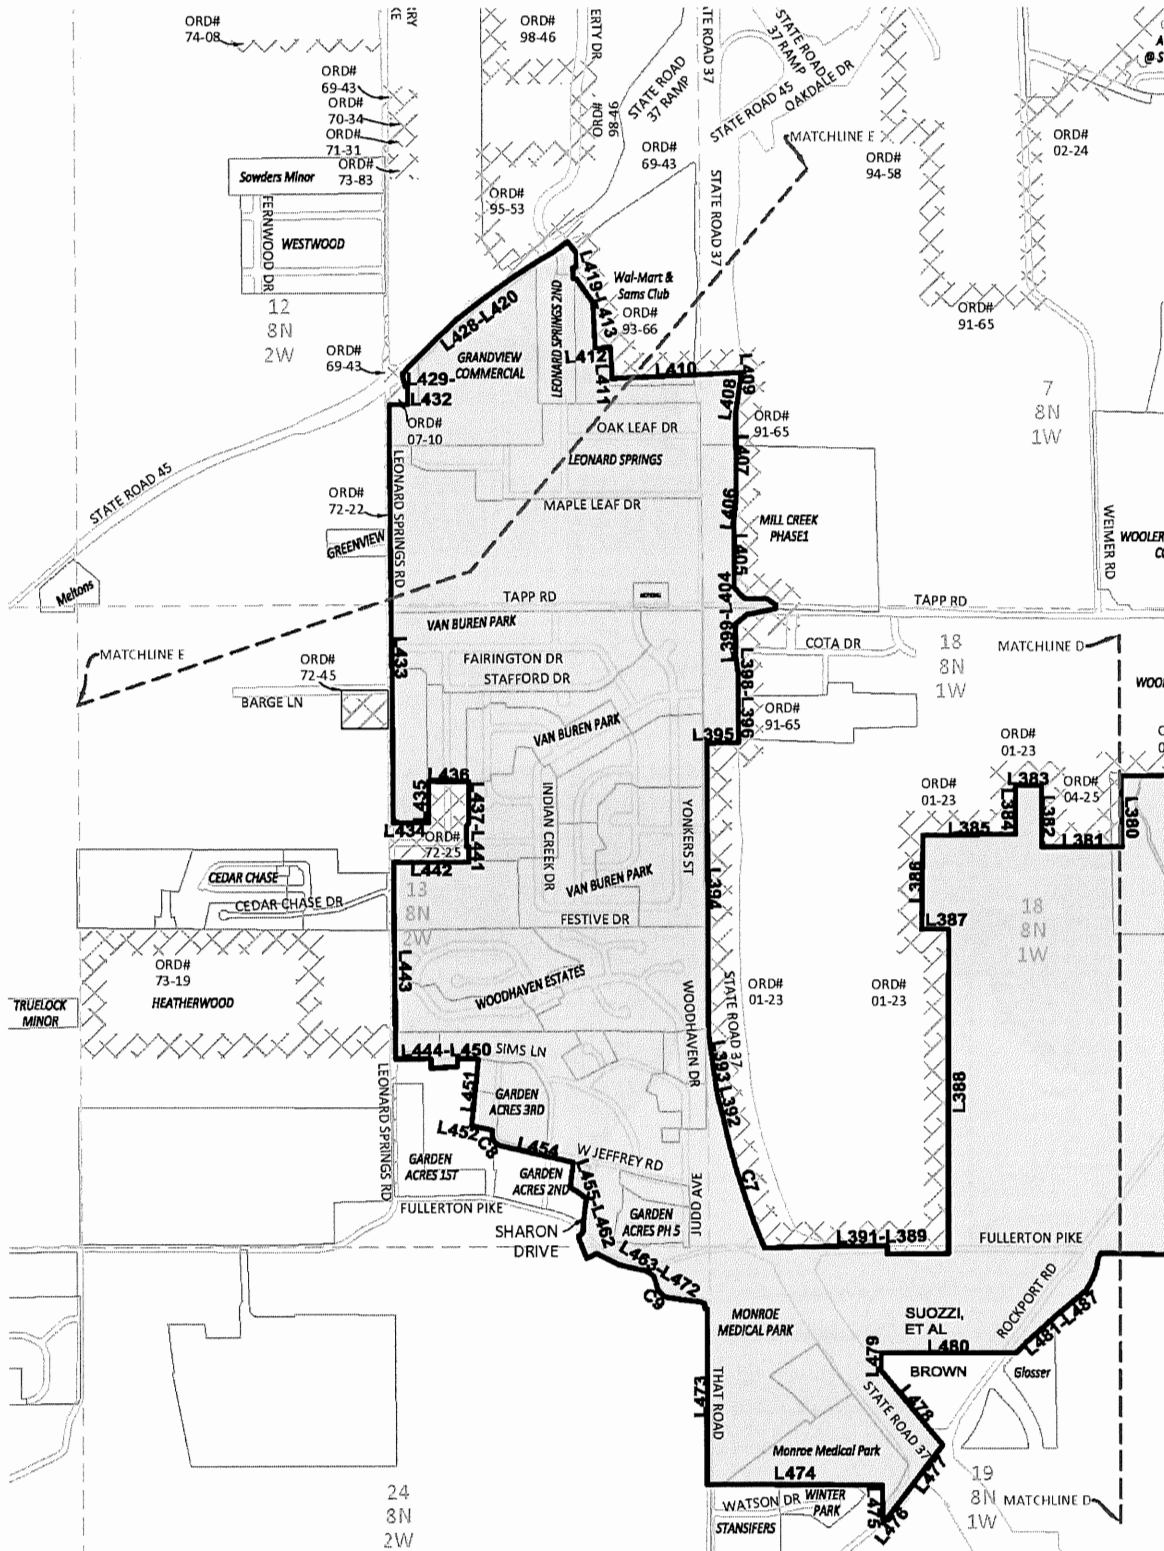 ORD#
74-08
ORD#
98-46
ERTY DR
STATE ROAD 37
STATE ROAD
37 RAMP
ORD#
69-43
ORD#
70-34
ORD#
71-31
ORD#
73-83
ORD#
98-46
STATE ROAD
37 RAMP
STATE ROAD 45
OAKDALE DR
MATCHLINE E
ORD#
69-43
ORD#
94-58
ORD#
02-24
Sowders Minor
FERNWOOD DR
WESTWOOD
ORD#
95-53
STATE ROAD 37
12
8N
2W
L428-L420
LEONARD SPRINGS 2ND
L419-L413
Wal-Mart &
Sams Club
ORD#
93-66
ORD#
91-65
ORD#
69-43
GRANDVIEW
COMMERCIAL
L412
L411
L410
L409
L408
L429-
L432
ORD#
07-10
OAK LEAF DR
ORD#
91-65
7
8N
1W
LEONARD SPRINGS
L407
STATE ROAD 45
LEONARD SPRINGS RD
ORD#
72-22
MAPLE LEAF DR
L406
MILL CREEK
PHASE1
WEIMER RD
GREENVIEW
L405
Meltons
TAPP RD
L399-L404
TAPP RD
VAN BUREN PARK
COTA DR
18
8N
1W
MATCHLINE D
MATCHLINE E
L433
FAIRINGTON DR
STAFFORD DR
L398-L396
ORD#
72-45
BARGE LN
VAN BUREN PARK
L395
ORD#
91-65
ORD#
01-23
L436
L435
L437-L441
INDIAN CREEK DR
YONKERS ST
ORD#
01-23
L383
ORD#
04-25
L384
L382
L380
L434
ORD#
72-25
L385
L381
L442
CEDAR CHASE
CEDAR CHASE DR
VAN BUREN PARK
L394
L386
13
8N
2W
FESTIVE DR
L387
18
8N
1W
ORD#
73-19
HEATHERWOOD
L443
WOODHAVEN ESTATES
WOODHAVEN DR
STATE ROAD 37
ORD#
01-23
ORD#
01-23
TRUELOCK
MINOR
L444-L450
SIMS LN
L393
L392
L388
LEONARD SPRINGS RD
L451
GARDEN
ACRES 3RD
L452
C8
L454
W JEFFREY RD
GARDEN
ACRES 1ST
GARDEN
ACRES 2ND
L455-L462
JUDD AVE
C7
FULLERTON PIKE
GARDEN
ACRES PH 5
SHARON
DRIVE
L391-L389
FULLERTON PIKE
L463-L472
C9
ROCKPORT RD
MONROE
MEDICAL PARK
SUOZZI,
ET AL
L481-L487
L480
L479
BROWN
Glosser
L473
THAT ROAD
STATE ROAD 37
L478
Monroe Medical Park
L474
L477
24
8N
2W
WATSON DR
WINTER
PARK
L475
L476
19
8N
1W
MATCHLINE D
STANSIFERS